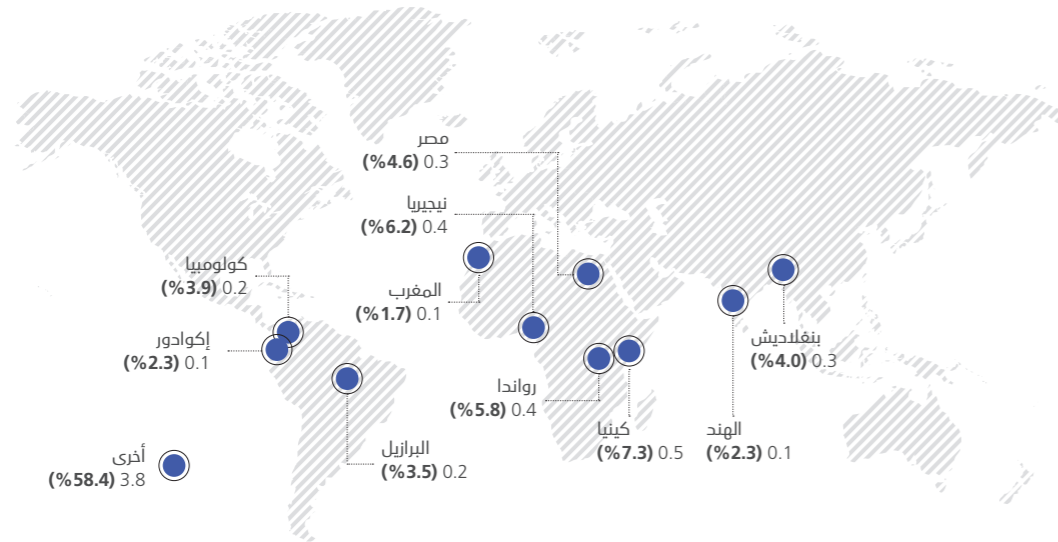 مصر
0.3 (%4.6)
نيجيريا
0.4 (%6.2)
المغرب
0.1 (%1.7)
كولومبيا
0.2 (%3.9)
إكوادور
0.1 (%2.3)
بنغلاديش
0.3 (%4.0)
رواندا
0.4 (%5.8)
كينيا
0.5 (%7.3)
الهند
0.1 (%2.3)
البرازيل
0.2 (%3.5)
أخرى
3.8 (%58.4)